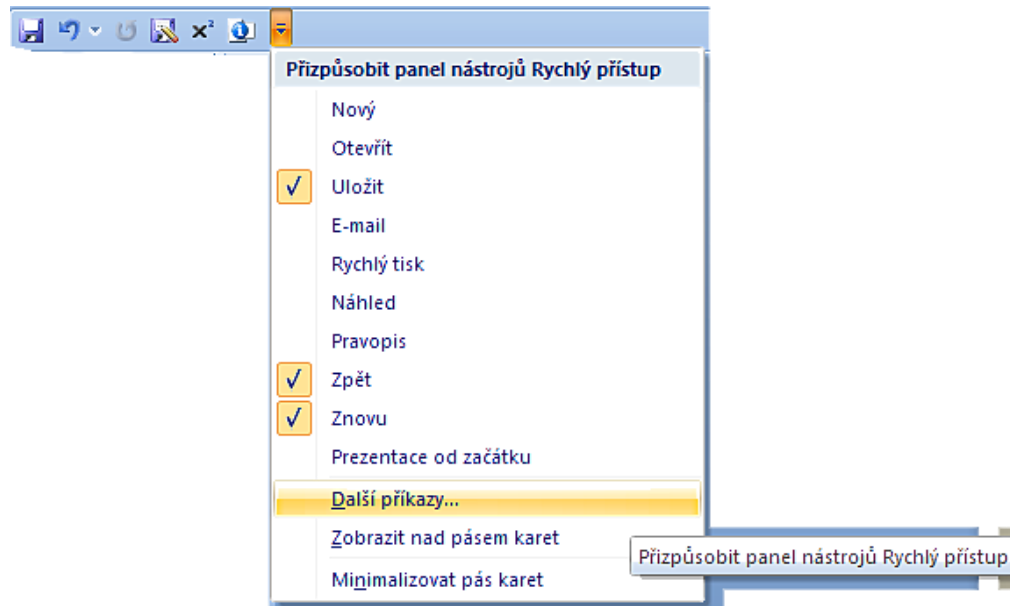 x²
Přizpůsobit panel nástrojů Rychlý přístup
Nový
Otevřít
Uložit
E-mail
Rychlý tisk
Náhled
Pravopis
Zpět
Znovu
Prezentace od začátku
Další příkazy...
Zobrazit nad pásem karet
Přizpůsobit panel nástrojů Rychlý přístup
Minimalizovat pás karet